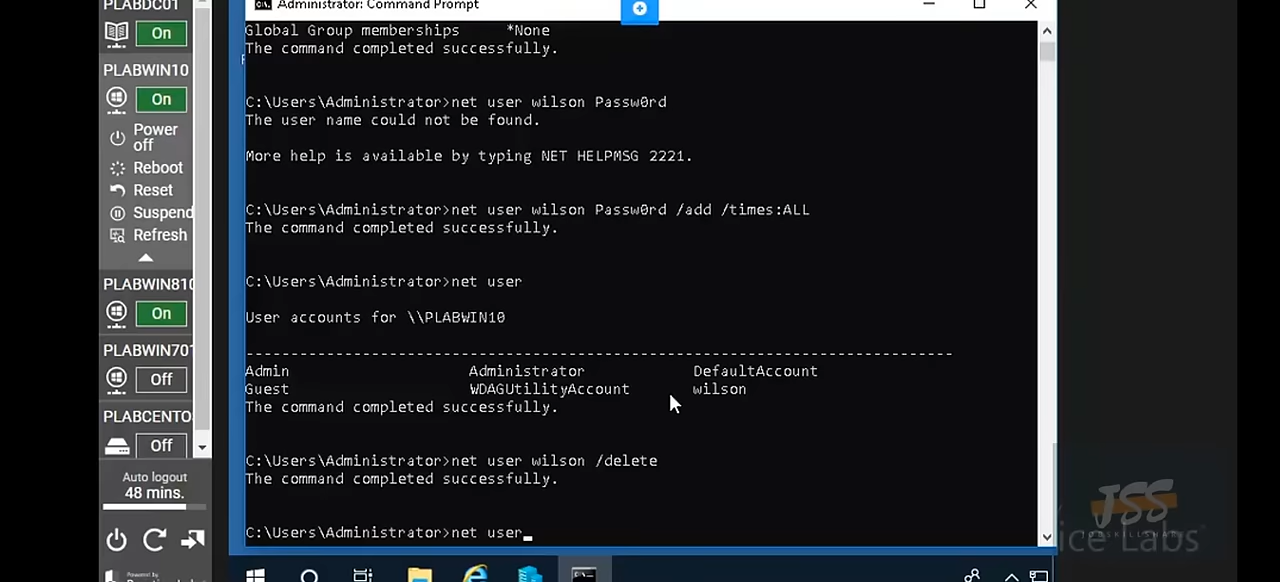 PLABDC01
On
PLABWIN10
On
Power off
Reboot
Reset
Suspend
Refresh
PLABWIN810
On
PLABWIN701
Off
PLABCENTO
Off
Auto logout
48 mins.
Administrator: Command Prompt
Global Group memberships     *None
The command completed successfully.
C:\Users\Administrator>net user wilson Passw0rd
The user name could not be found.
More help is available by typing NET HELPMSG 2221.
C:\Users\Administrator>net user wilson Passw0rd /add /times:ALL
The command completed successfully.
C:\Users\Administrator>net user
User accounts for \\PLABWIN10
-------------------------------------------------------------------------------
Admin                    Administrator            DefaultAccount
Guest                    WDAGUtilityAccount       wilson
The command completed successfully.
C:\Users\Administrator>net user wilson /delete
The command completed successfully.
C:\Users\Administrator>net user_
JSS
JOBSKILLSHARE
ice Labs